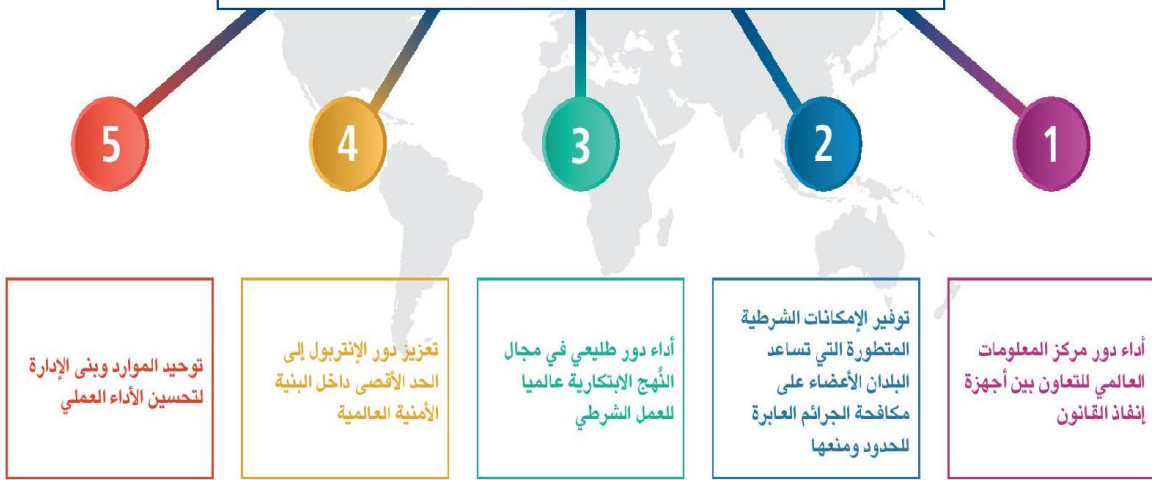 1
2
3
4
5
أداء دور مركز المعلومات
العالمي للتعاون بين أجهزة
إنفاذ القانون
توفير الإمكانات الشرطية
المتطورة التي تساعد
البلدان الأعضاء على
مكافحة الجرائم العابرة
للحدود ومنعها
أداء دور طليعي في مجال
النُهج الابتكارية عالميا
للعمل الشرطي
تعزيز دور الإنتربول إلى
الحد الأقصى داخل البنية
الأمنية العالمية
توحيد الموارد وبنى الإدارة
لتحسين الأداء العملي